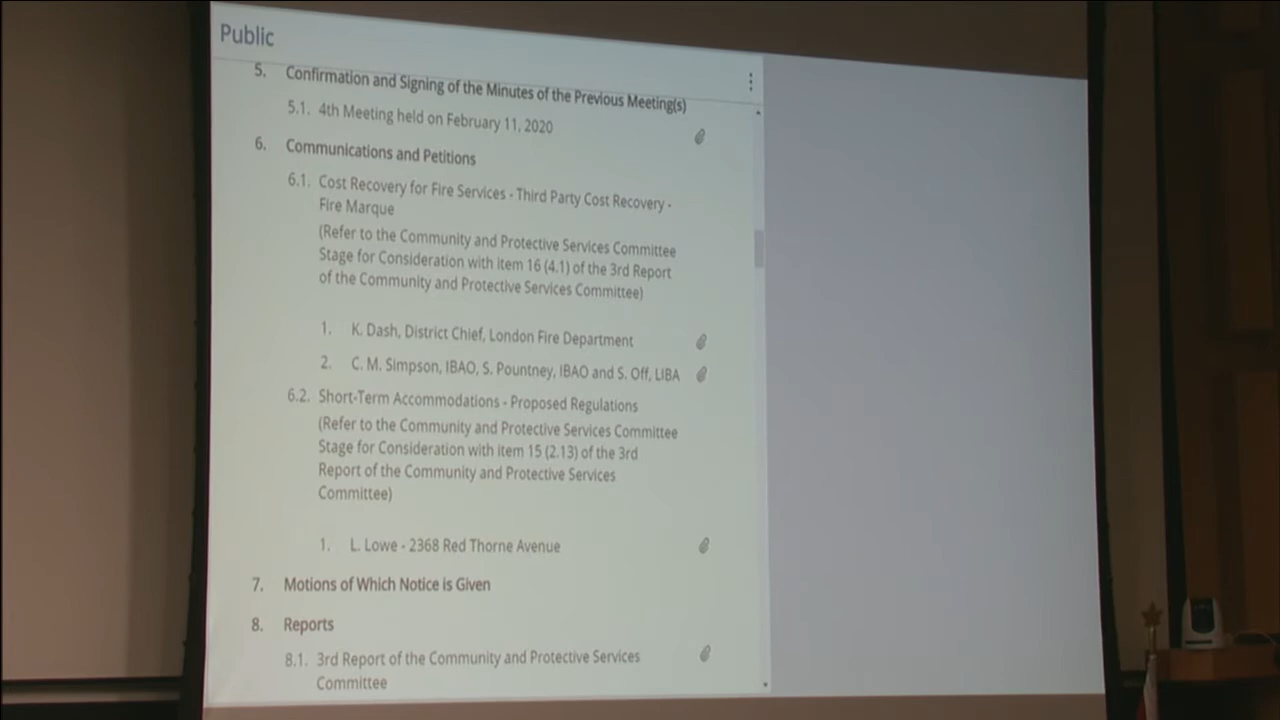 Public
5. Confirmation and Signing of the Minutes of the Previous Meeting(s)
5.1. 4th Meeting held on February 11, 2020
6. Communications and Petitions
6.1. Cost Recovery for Fire Services - Third Party Cost Recovery -
Fire Marque
(Refer to the Community and Protective Services Committee
Stage for Consideration with item 16 (4.1) of the 3rd Report
of the Community and Protective Services Committee)
1. K. Dash, District Chief, London Fire Department
2. C. M. Simpson, IBAO, S. Pountney, IBAO and S. Off, LIBA
6.2. Short-Term Accommodations - Proposed Regulations
(Refer to the Community and Protective Services Committee
Stage for Consideration with item 15 (2.13) of the 3rd
Report of the Community and Protective Services
Committee)
1. L. Lowe - 2368 Red Thorne Avenue
7. Motions of Which Notice is Given
8. Reports
8.1. 3rd Report of the Community and Protective Services
Committee